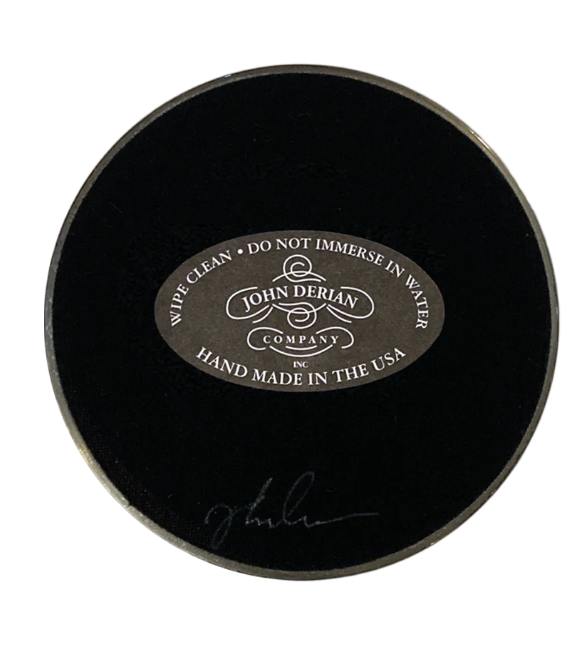 WIPE CLEAN • DO NOT IMMERSE IN WATER
JOHN DERIAN
COMPANY
INC
HAND MADE IN THE USA